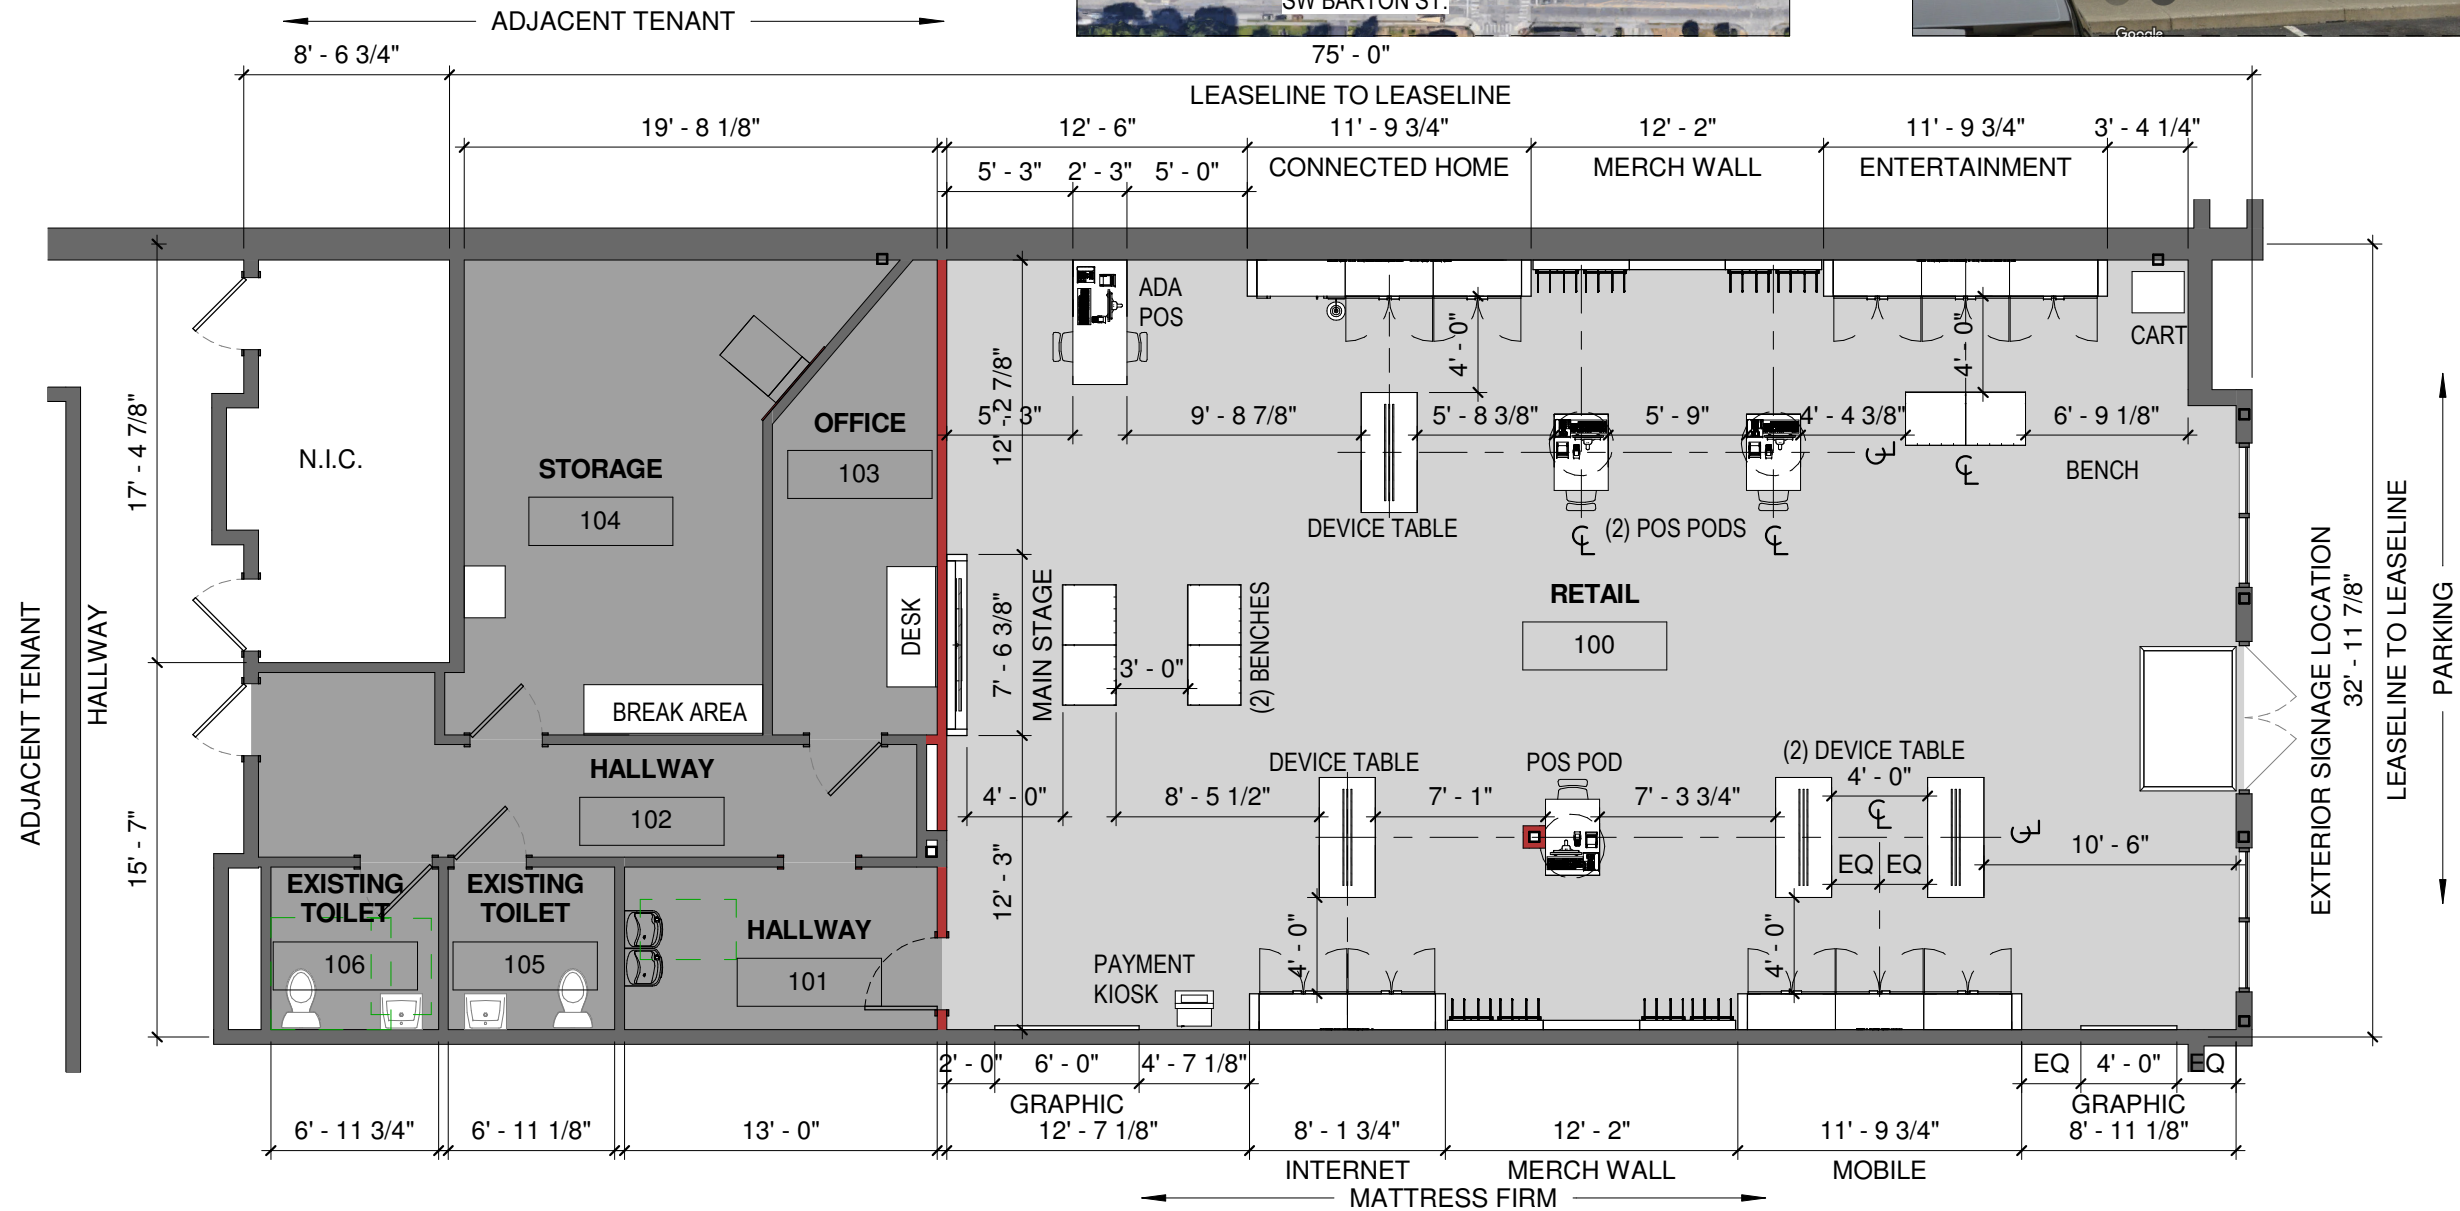 SW BARTON ST.
Google
ADJACENT TENANT
8' - 6 3/4"
75' - 0"
LEASELINE TO LEASELINE
19' - 8 1/8"
12' - 6"
11' - 9 3/4"
12' - 2"
11' - 9 3/4"
3' - 4 1/4"
5' - 3"
2' - 3"
5' - 0"
CONNECTED HOME
MERCH WALL
ENTERTAINMENT
ADA
POS
CART
4' - 0"
4' - 0"
12' - 2 7/8"
17' - 4 7/8"
N.I.C.
OFFICE
103
5' - 3"
9' - 8 7/8"
5' - 8 3/8"
5' - 9"
4' - 4 3/8"
6' - 9 1/8"
STORAGE
104
BENCH
DEVICE TABLE
(2) POS PODS
RETAIL
100
DESK
7' - 6 3/8"
MAIN STAGE
3' - 0"
(2) BENCHES
EXTERIOR SIGNAGE LOCATION
32' - 11 7/8"
LEASELINE TO LEASELINE
PARKING
ADJACENT TENANT
HALLWAY
BREAK AREA
HALLWAY
102
DEVICE TABLE
POS POD
(2) DEVICE TABLE
4' - 0"
4' - 0"
8' - 5 1/2"
7' - 1"
7' - 3 3/4"
10' - 6"
EQ
EQ
15' - 7"
12' - 3"
EXISTING
TOILET
106
EXISTING
TOILET
105
HALLWAY
101
4' - 0"
4' - 0"
PAYMENT
KIOSK
2' - 0"
6' - 0"
4' - 7 1/8"
EQ
4' - 0"
EQ
GRAPHIC
GRAPHIC
6' - 11 3/4"
6' - 11 1/8"
13' - 0"
12' - 7 1/8"
8' - 1 3/4"
12' - 2"
11' - 9 3/4"
8' - 11 1/8"
INTERNET
MERCH WALL
MOBILE
MATTRESS FIRM